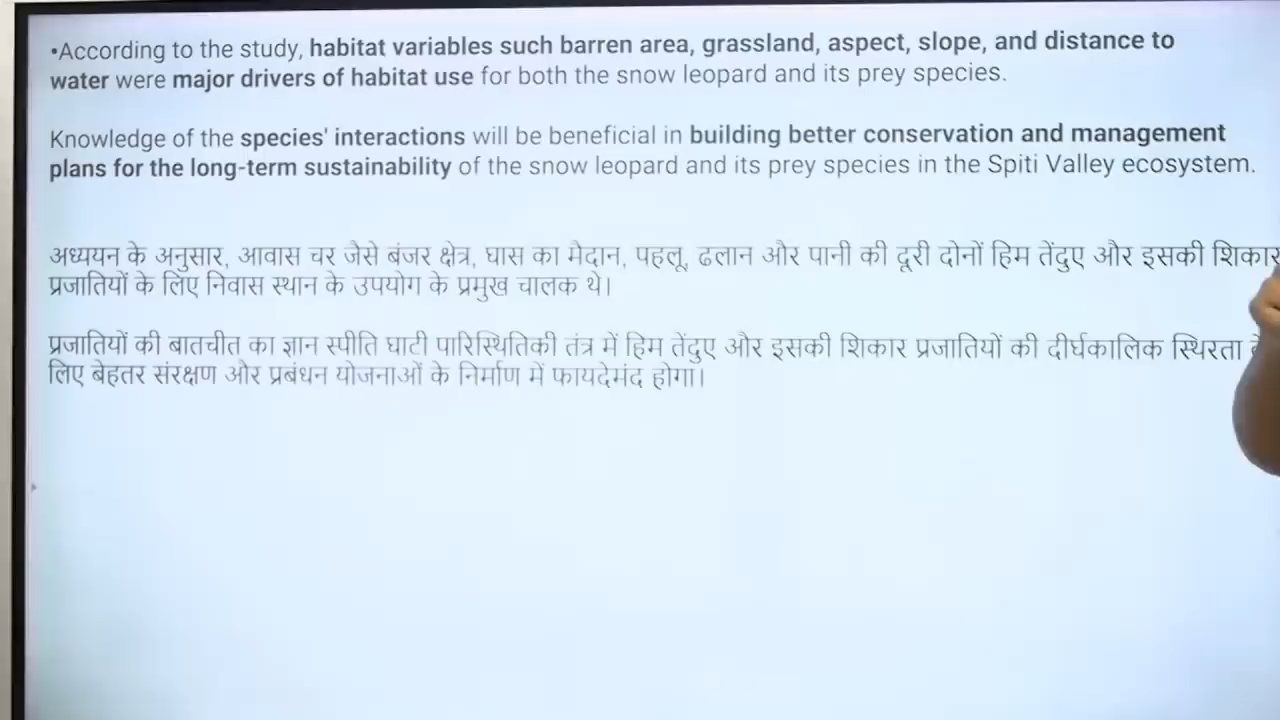 •According to the study, habitat variables such barren area, grassland, aspect, slope, and distance to
water were major drivers of habitat use for both the snow leopard and its prey species.
Knowledge of the species' interactions will be beneficial in building better conservation and management
plans for the long-term sustainability of the snow leopard and its prey species in the Spiti Valley ecosystem.
अध्ययन के अनुसार, आवास चर जैसे बंजर क्षेत्र, घास का मैदान, पहलू, ढलान और पानी की दूरी दोनों हिम तेंदुए और इसकी शिकार
प्रजातियों के लिए निवास स्थान के उपयोग के प्रमुख चालक थे।
प्रजातियों की बातचीत का ज्ञान स्पीति घाटी पारिस्थितिकी तंत्र में हिम तेंदुए और इसकी शिकार प्रजातियों की दीर्घकालिक स्थिरता
लिए बेहतर संरक्षण और प्रबंधन योजनाओं के निर्माण में फायदेमंद होगा।